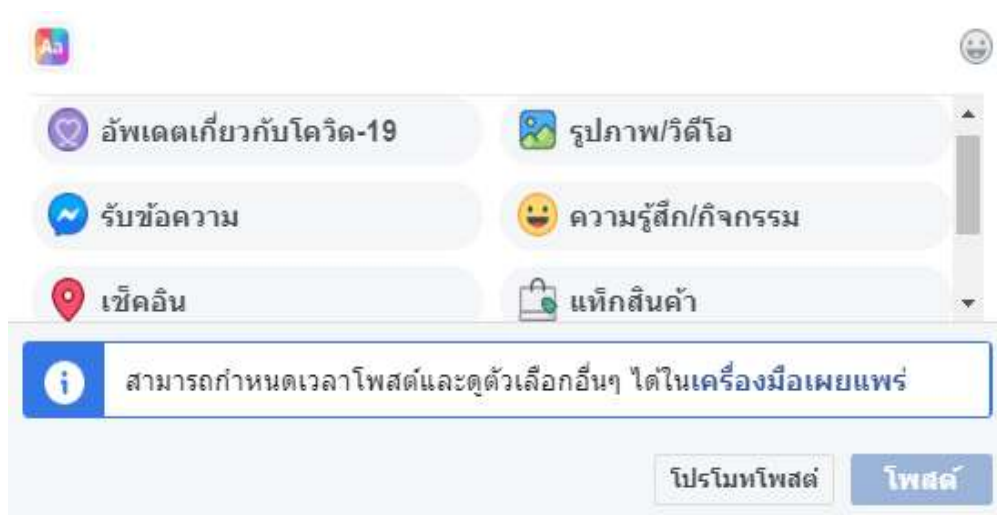 Aa
อัพเดตเกี่ยวกับโควิด-19
รูปภาพ/วิดีโอ
รับข้อความ
ความรู้สึก/กิจกรรม
เช็คอิน
แท็กสินค้า
สามารถกำหนดเวลาโพสต์และดูตัวเลือกอื่นๆ ได้ในเครื่องมือเผยแพร่
โปรโมทโพสต์
โพสต์